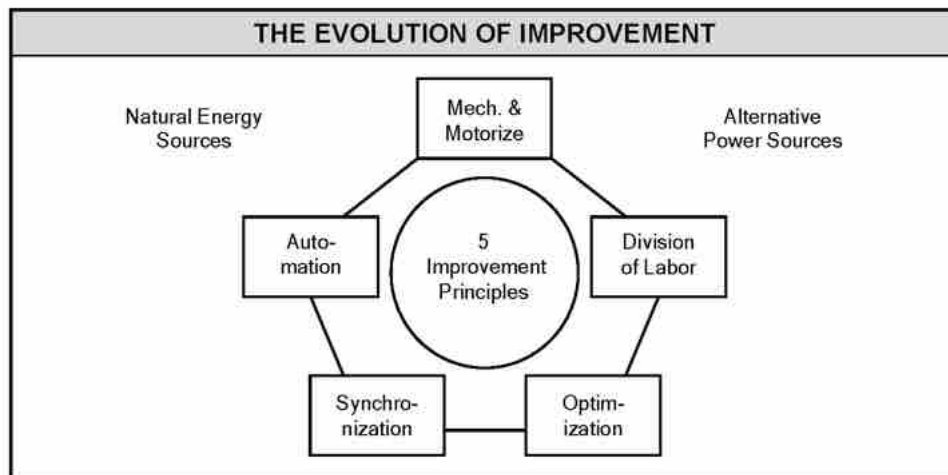 THE EVOLUTION OF IMPROVEMENT
Natural Energy
Sources
Mech. &
Motorize
Alternative
Power Sources
Auto-
mation
5
Improvement
Principles
Division
of Labor
Synchro-
nization
Optim-
ization